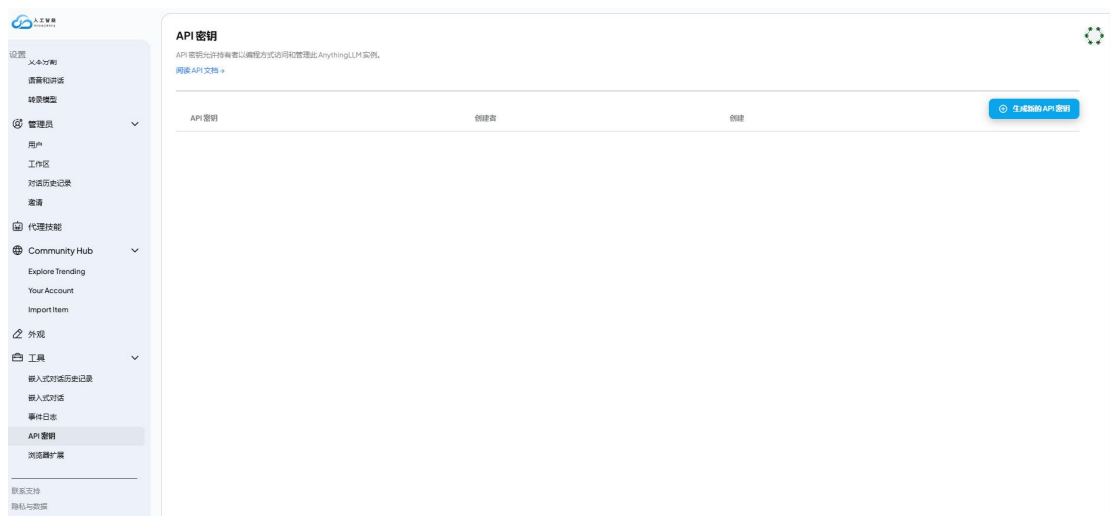 人工智能
设置
文本分割
语音和讲话
转录模型
管理员
用户
工作区
对话历史记录
邀请
代理技能
Community Hub
Explore Trending
Your Account
Import Item
外观
工具
嵌入式对话历史记录
嵌入式对话
事件日志
API 密钥
浏览器扩展
联系支持
隐私与数据
API 密钥
API 密钥允许持有者以编程方式访问和管理此 AnythingLLM 实例。
阅读 API 文档 →
生成新的 API 密钥
API 密钥 创建者 创建